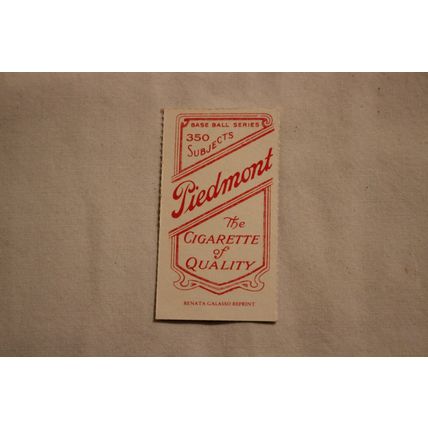 BASE BALL SERIES
350
SUBJECTS
Piedmont
The
CIGARETTE
of
QUALITY
RENATA GALASSO REPRINT